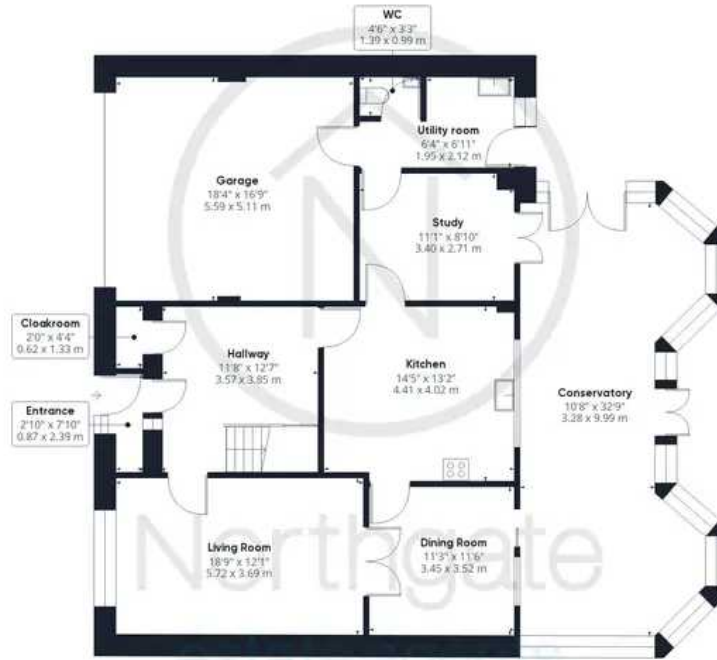 WC
4'6" x 3'3"
1.39 x 0.99 m
Utility room
6'4" x 6'11"
1.95 x 2.12 m
Garage
18'4" x 16'9"
5.59 x 5.11 m
Study
11'1" x 8'10"
3.40 x 2.71 m
Cloakroom
2'0" x 4'4"
0.62 x 1.33 m
Hallway
11'8" x 12'7"
3.57 x 3.85 m
Kitchen
14'5" x 13'2"
4.41 x 4.02 m
Conservatory
10'8" x 32'9"
3.28 x 9.99 m
Entrance
2'10" x 7'10"
0.87 x 2.39 m
Living Room
18'9" x 12'1"
5.72 x 3.69 m
Dining Room
11'3" x 11'6"
3.45 x 3.52 m
Northgate